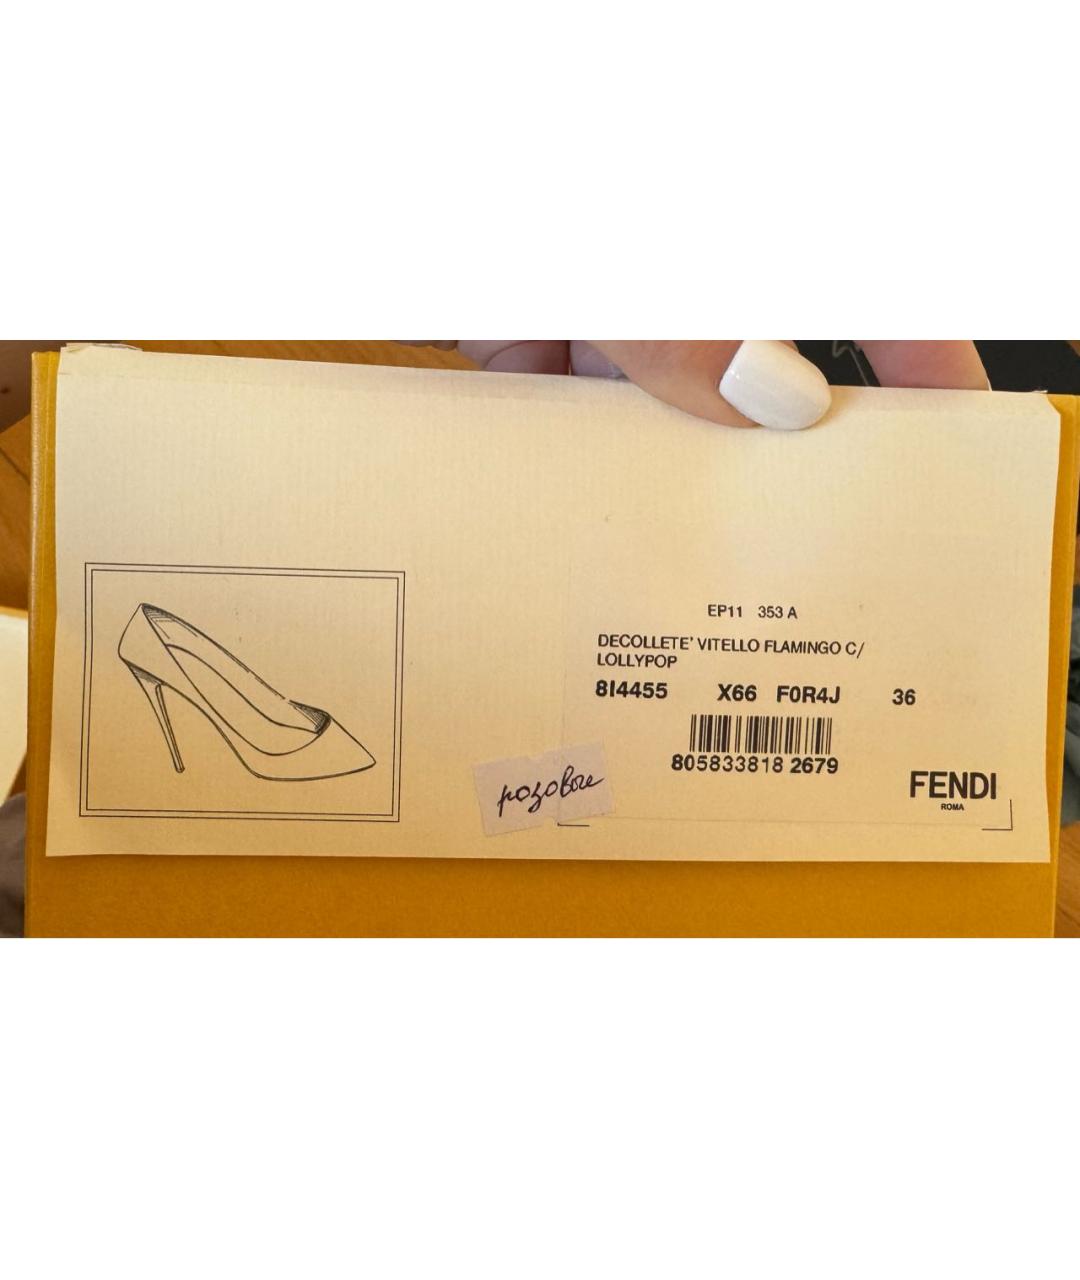 EP11 353 A
DECOLLETE' VITELLO FLAMINGO C/
LOLLYPOP
8I4455 X66 F0R4J 36
805833818 2679
розовые
FENDI
ROMA